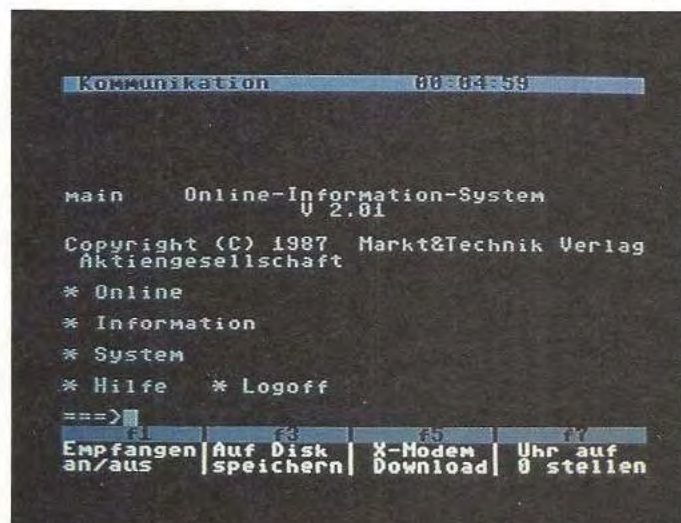 Kommunikation 00:04:59
main Online-Information-System
V 2.01
Copyright (C) 1987 Markt&Technik Verlag
Aktiengesellschaft
* Online
* Information
* System
* Hilfe * Logoff
===>
f1 f3 f5 f7
Empfangen|Auf Disk |X-Modem | Uhr auf
an/aus |speichern|Download| 0 stellen